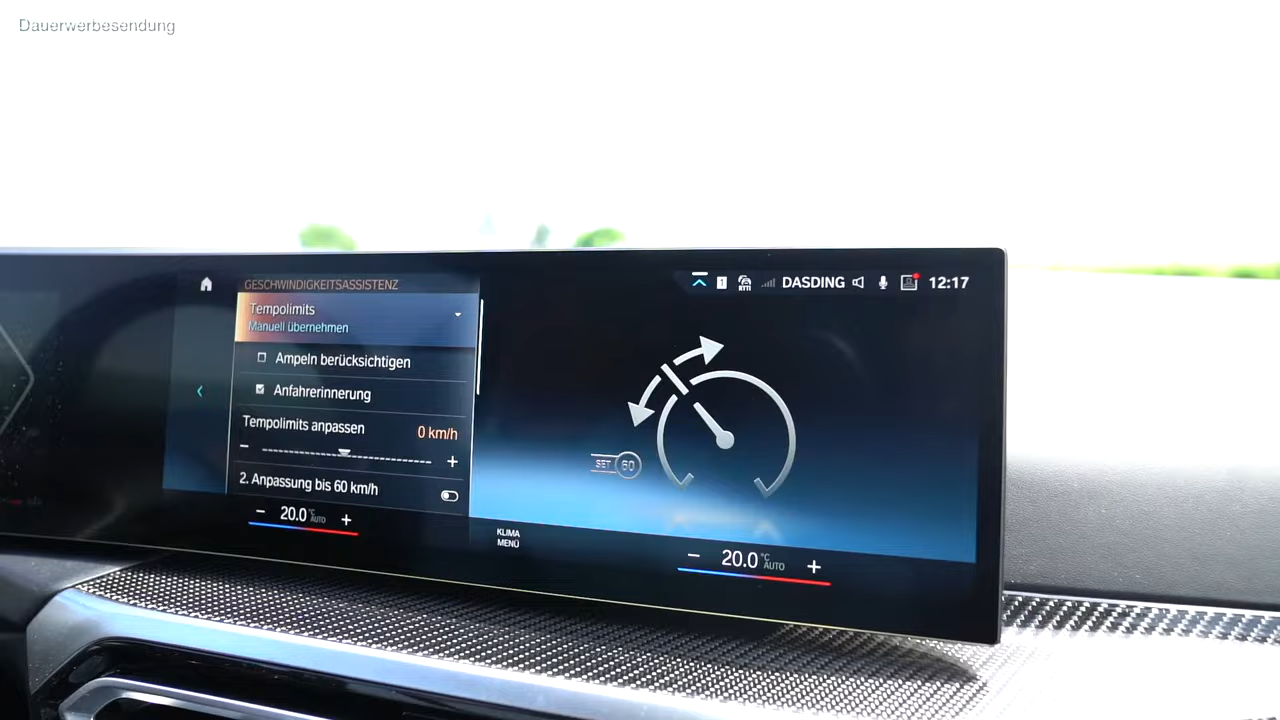 Dauerwerbesendung
GESCHWINDIGKEITSASSISTENZ
Tempolimits
Manuell übernehmen
Ampeln berücksichtigen
Anfahrerinnerung
Tempolimits anpassen 0 km/h
− +
2. Anpassung bis 60 km/h
− 20.0 °C AUTO +
KLIMA
MENÜ
1 DASDING 12:17
SET 60
− 20.0 °C AUTO +